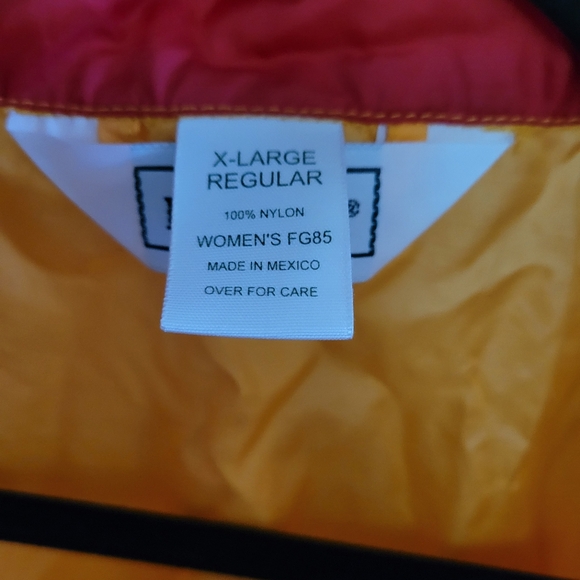 X-LARGE
REGULAR
100% NYLON
WOMEN'S FG85
MADE IN MEXICO
OVER FOR CARE
®